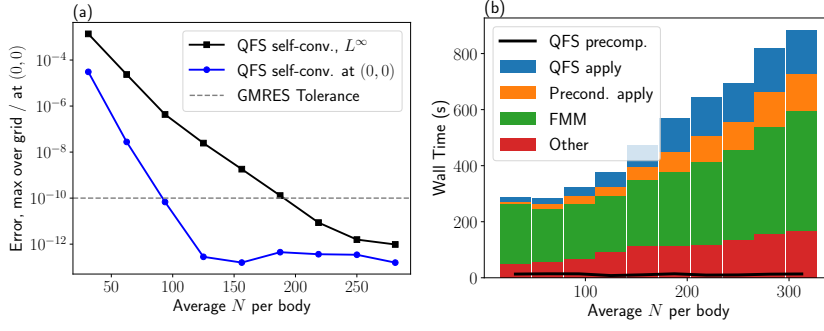 (a)
QFS self-conv., L^∞
QFS self-conv. at (0, 0)
GMRES Tolerance
Error, max over grid / at (0, 0)
10^−4
10^−6
10^−8
10^−10
10^−12
50
100
150
200
250
Average N per body
(b)
QFS precomp.
QFS apply
Precond. apply
FMM
Other
Wall Time (s)
800
600
400
200
0
100
200
300
Average N per body